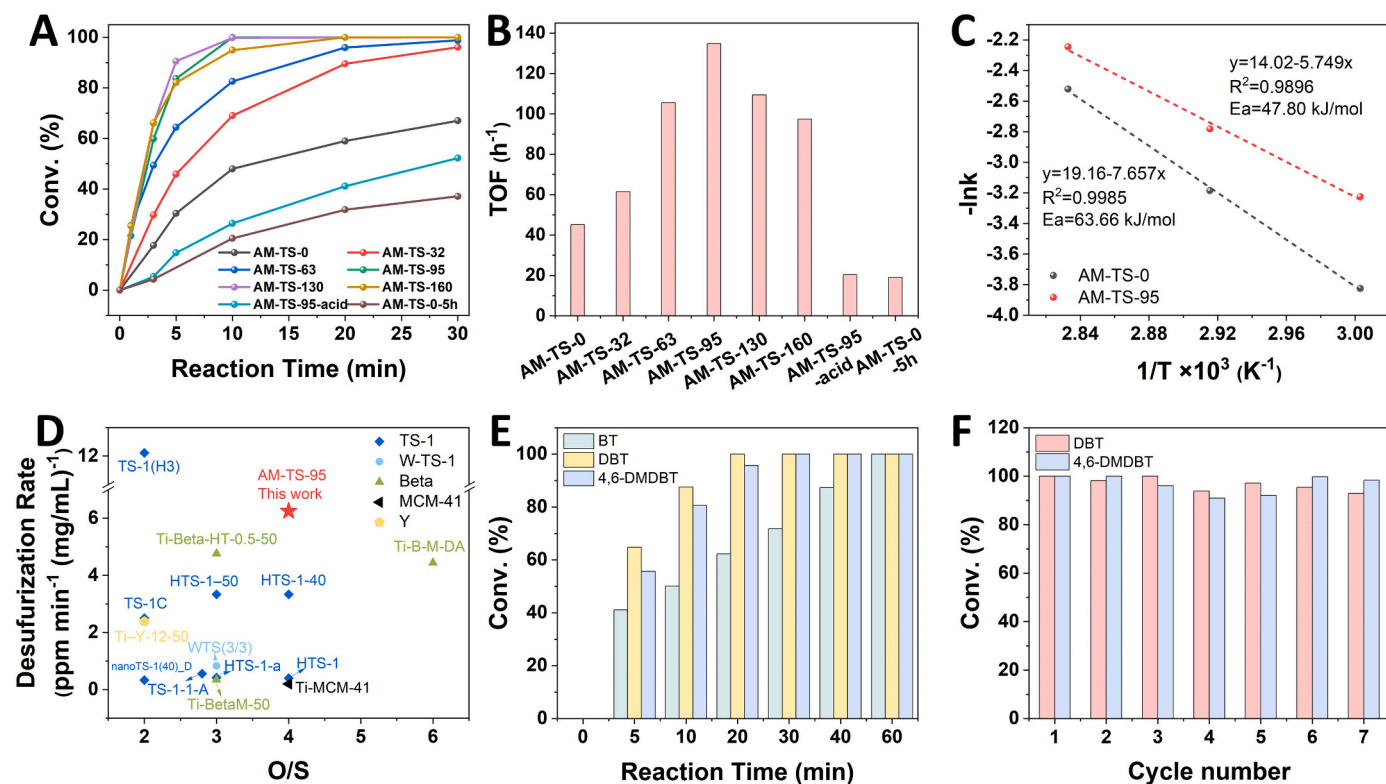 A
Conv. (%)
100
80
60
40
20
0
AM-TS-0
AM-TS-32
AM-TS-63
AM-TS-95
AM-TS-130
AM-TS-160
AM-TS-95-acid
AM-TS-0-5h
0 5 10 15 20 25 30
Reaction Time (min)
B
TOF (h⁻¹)
140
120
100
80
60
40
20
0
AM-TS-0
AM-TS-32
AM-TS-63
AM-TS-95
AM-TS-130
AM-TS-160
AM-TS-95
-acid
AM-TS-0
-5h
C
-lnk
-2.2
-2.4
-2.6
-2.8
-3.0
-3.2
-3.4
-3.6
-3.8
-4.0
y=14.02-5.749x
R²=0.9896
Ea=47.80 kJ/mol
y=19.16-7.657x
R²=0.9985
Ea=63.66 kJ/mol
AM-TS-0
AM-TS-95
2.84 2.88 2.92 2.96 3.00
1/T ×10³ (K⁻¹)
D
Desufurization Rate
(ppm min⁻¹ (mg/mL)⁻¹)
12
6
4
2
0
TS-1(H3)
AM-TS-95
This work
TS-1
W-TS-1
Beta
MCM-41
Y
Ti-Beta-HT-0.5-50
Ti-B-M-DA
HTS-1–50
HTS-1-40
TS-1C
Ti–Y-12-50
WTS(3/3)
nanoTS-1(40)_D
HTS-1-a
HTS-1
TS-1-1-A
Ti-MCM-41
Ti-BetaM-50
2 3 4 5 6
O/S
E
Conv. (%)
100
80
60
40
20
0
BT
DBT
4,6-DMDBT
0 5 10 20 30 40 60
Reaction Time (min)
F
Conv. (%)
120
100
80
60
40
20
0
DBT
4,6-DMDBT
1 2 3 4 5 6 7
Cycle number